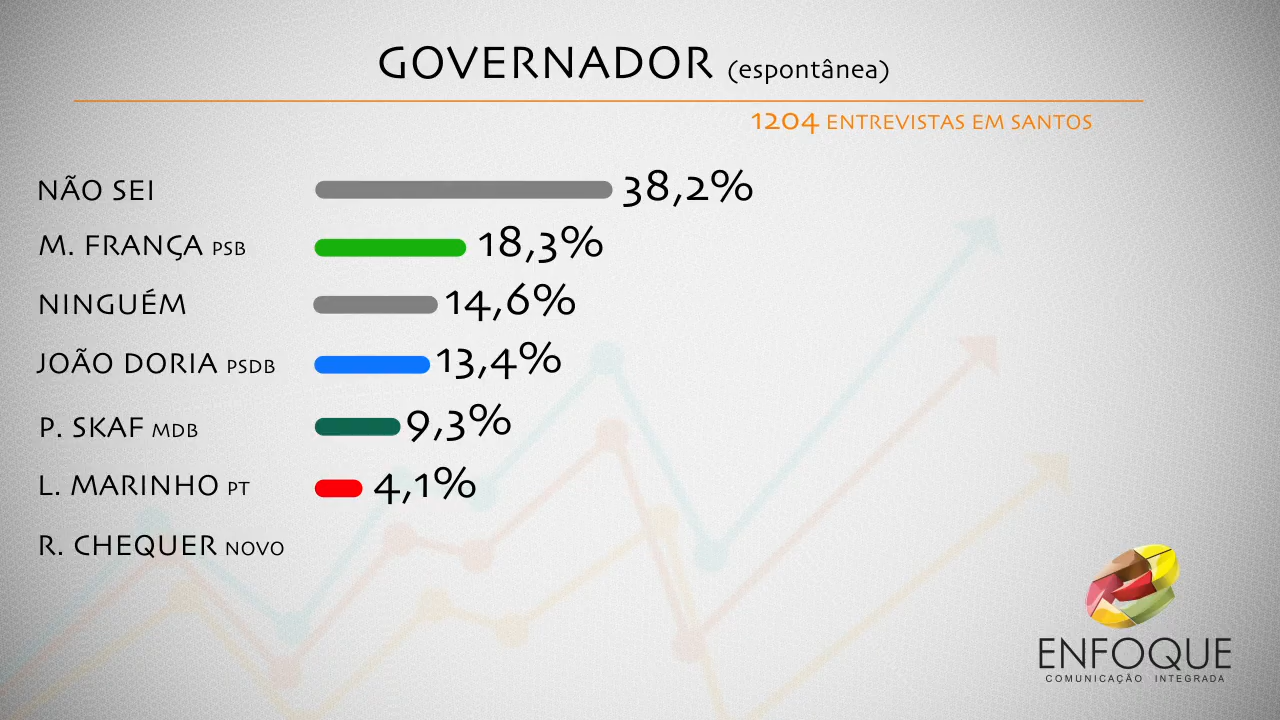 GOVERNADOR (espontânea)
1204 ENTREVISTAS EM SANTOS
NÃO SEI 38,2%
M. FRANÇA PSB 18,3%
NINGUÉM 14,6%
JOÃO DORIA PSDB 13,4%
P. SKAF MDB 9,3%
L. MARINHO PT 4,1%
R. CHEQUER NOVO
ENFOQUE
COMUNICAÇÃO INTEGRADA